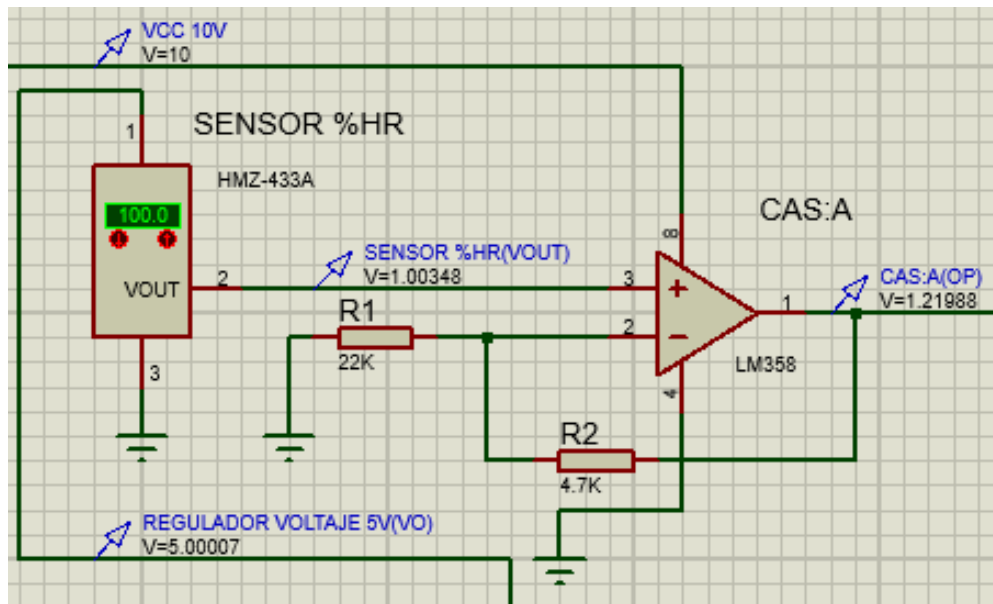 VCC 10V
V=10
1
SENSOR %HR
HMZ-433A
100.0
VOUT
2
3
SENSOR %HR(VOUT)
V=1.00348
R1
22K
CAS:A
8
3
+
2
−
1
4
LM358
CAS:A(OP)
V=1.21988
R2
4.7K
REGULADOR VOLTAJE 5V(VO)
V=5.00007